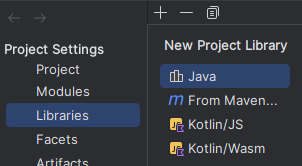 Project Settings
Project
Modules
Libraries
Facets
Artifacts
New Project Library
Java
From Maven...
Kotlin/JS
Kotlin/Wasm